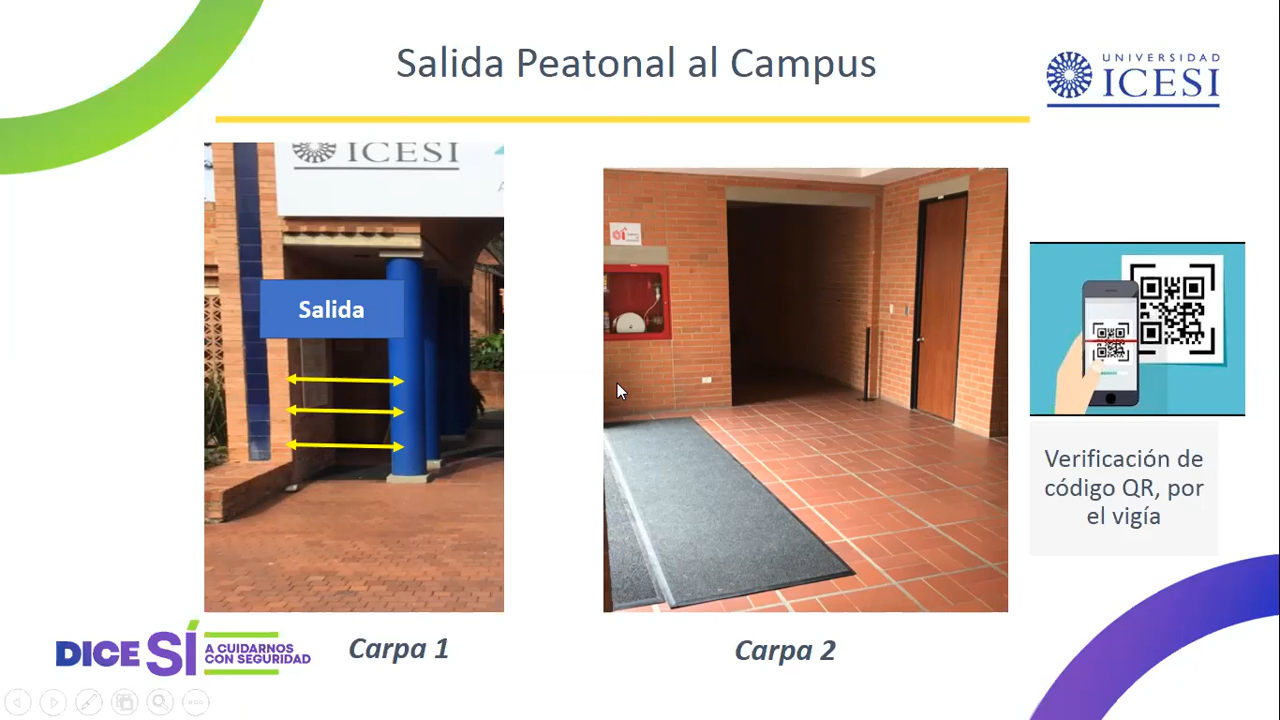 Salida Peatonal al Campus
UNIVERSIDAD
ICESI
ICESI
Salida
Verificación de
código QR, por
el vigía
Carpa 1
Carpa 2
DICE SÍ
A CUIDARNOS
CON SEGURIDAD